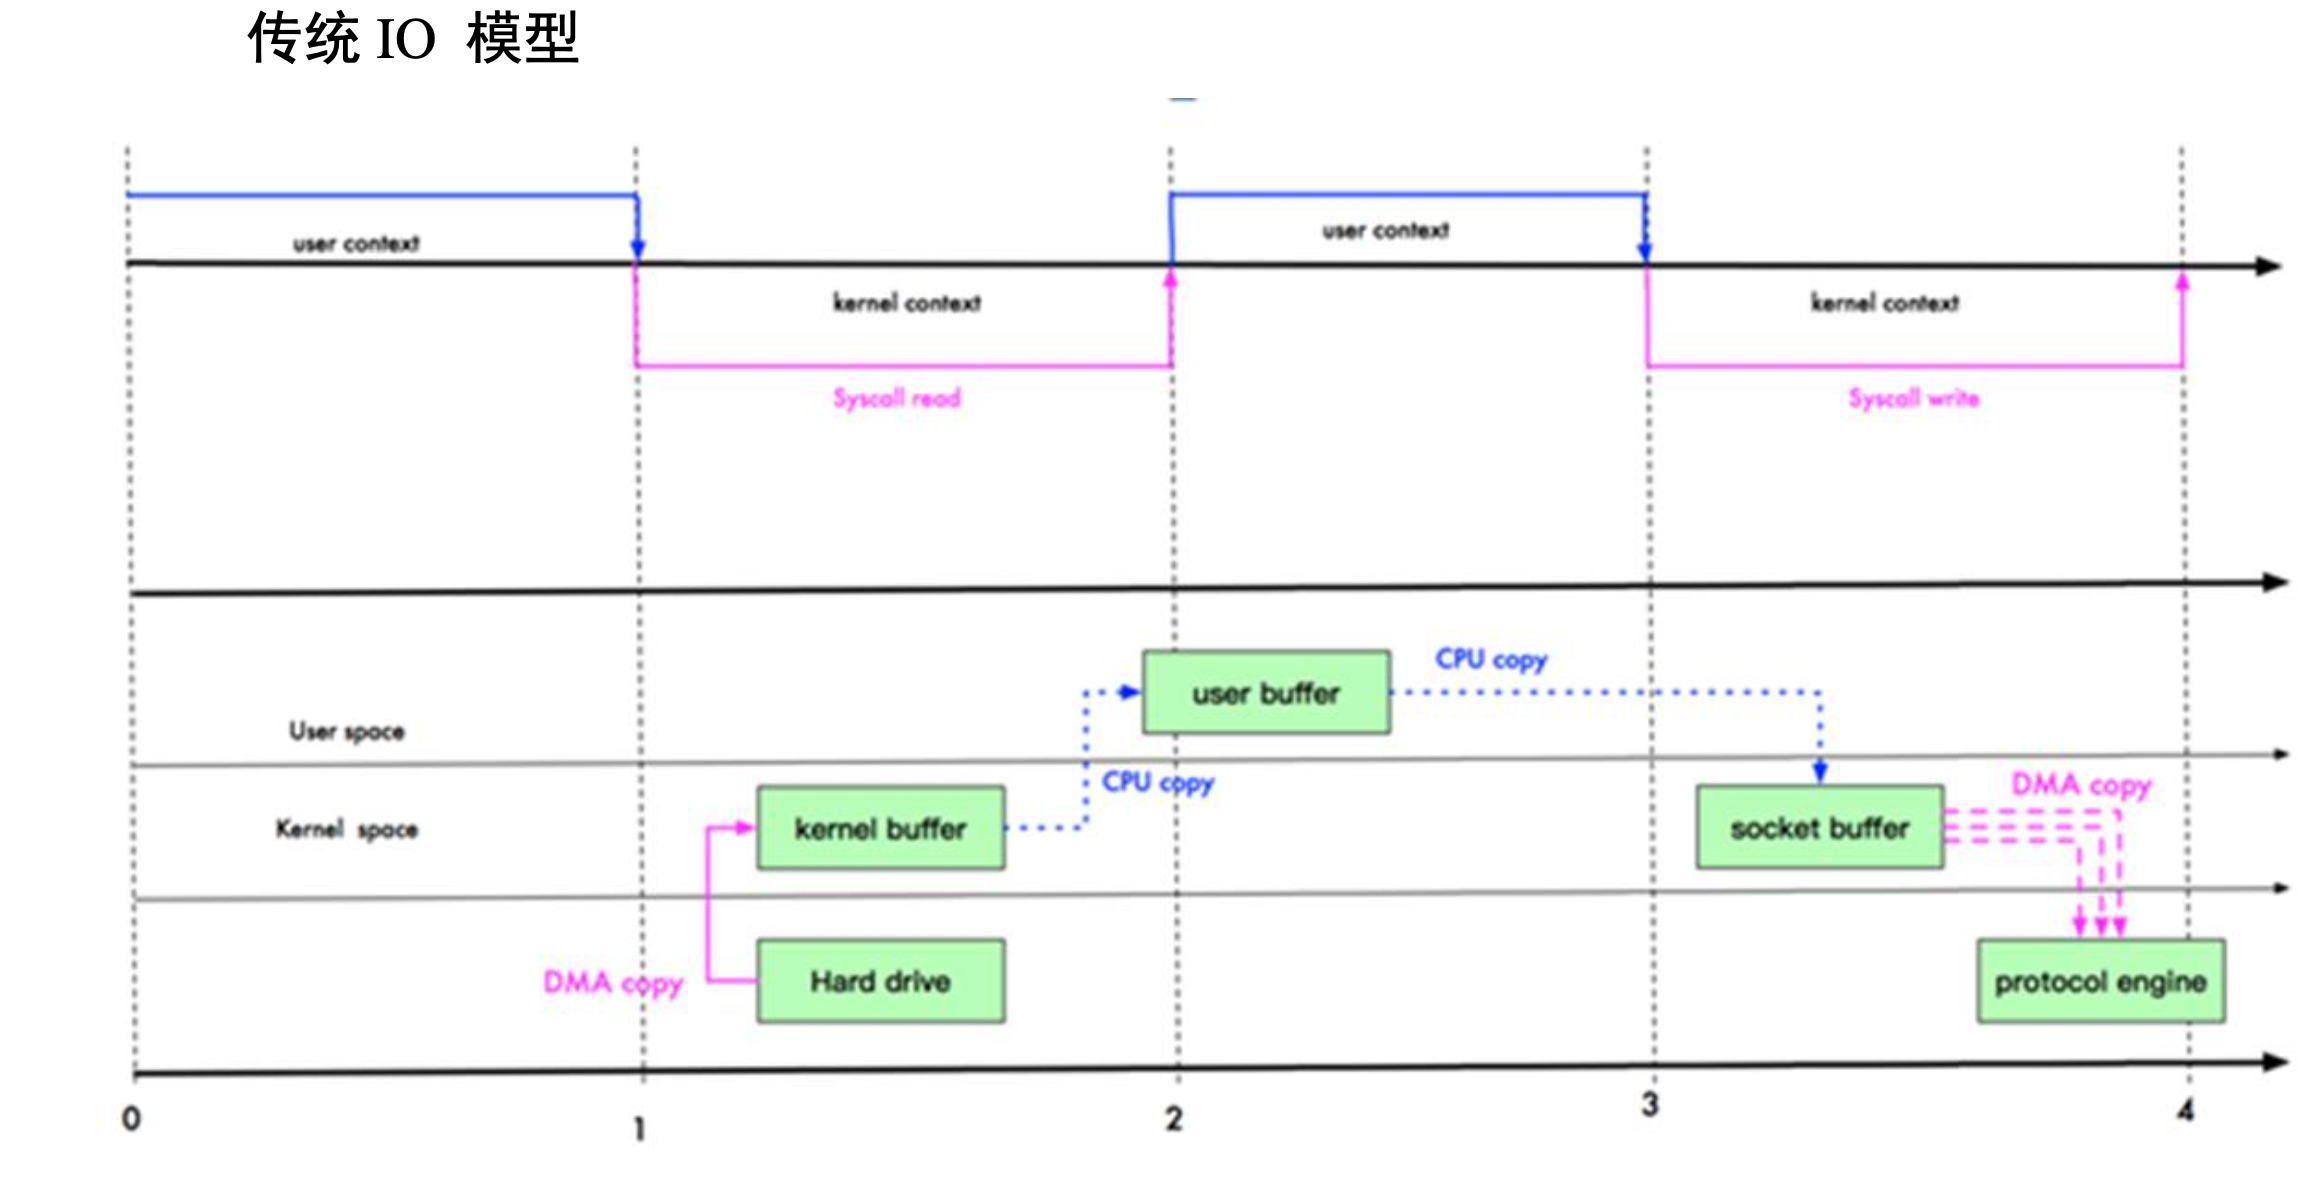 传统 IO 模型
user context
user context
kernel context
kernel context
Syscall read
Syscall write
CPU copy
user buffer
User space
CPU copy
DMA copy
Kernel space
kernel buffer
socket buffer
DMA copy
Hard drive
protocol engine
0
1
2
3
4